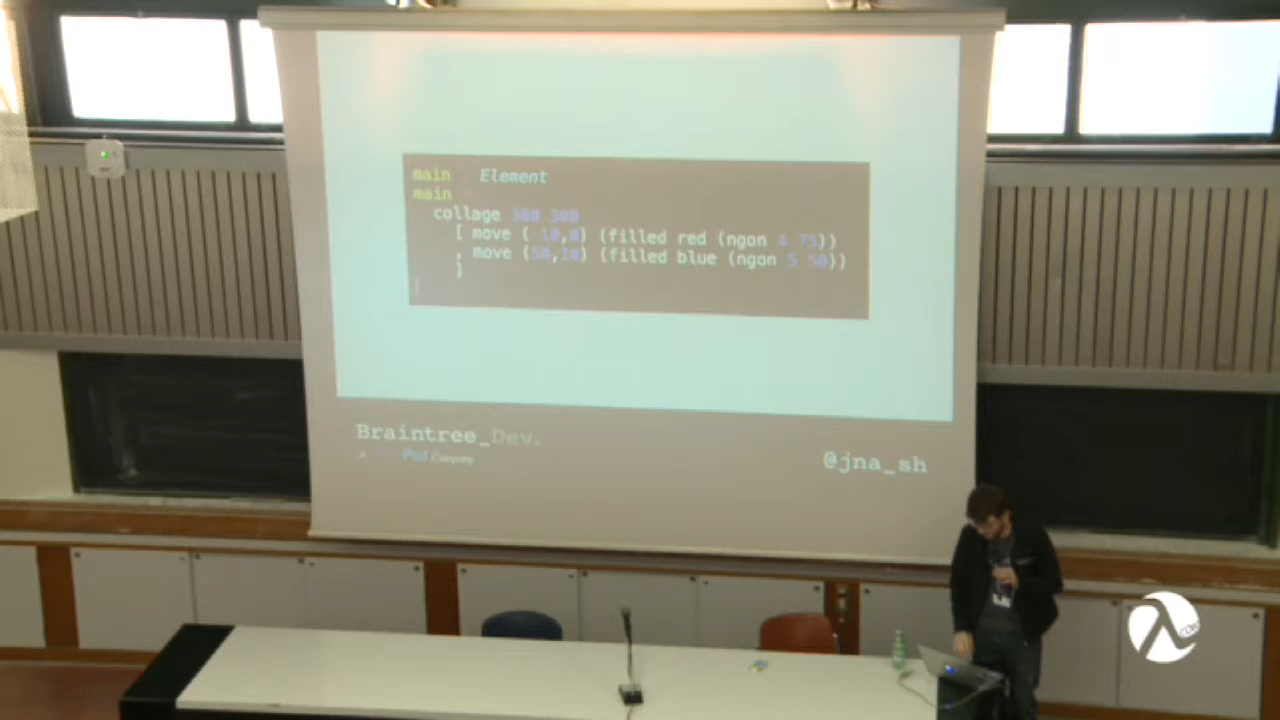 main Element
main
collage 300 300
[ move ( 10,0) (filled red (ngon 4 75))
, move (50,10) (filled blue (ngon 5 50))
]
Braintree_Dev.
Company
@jna_sh
λ